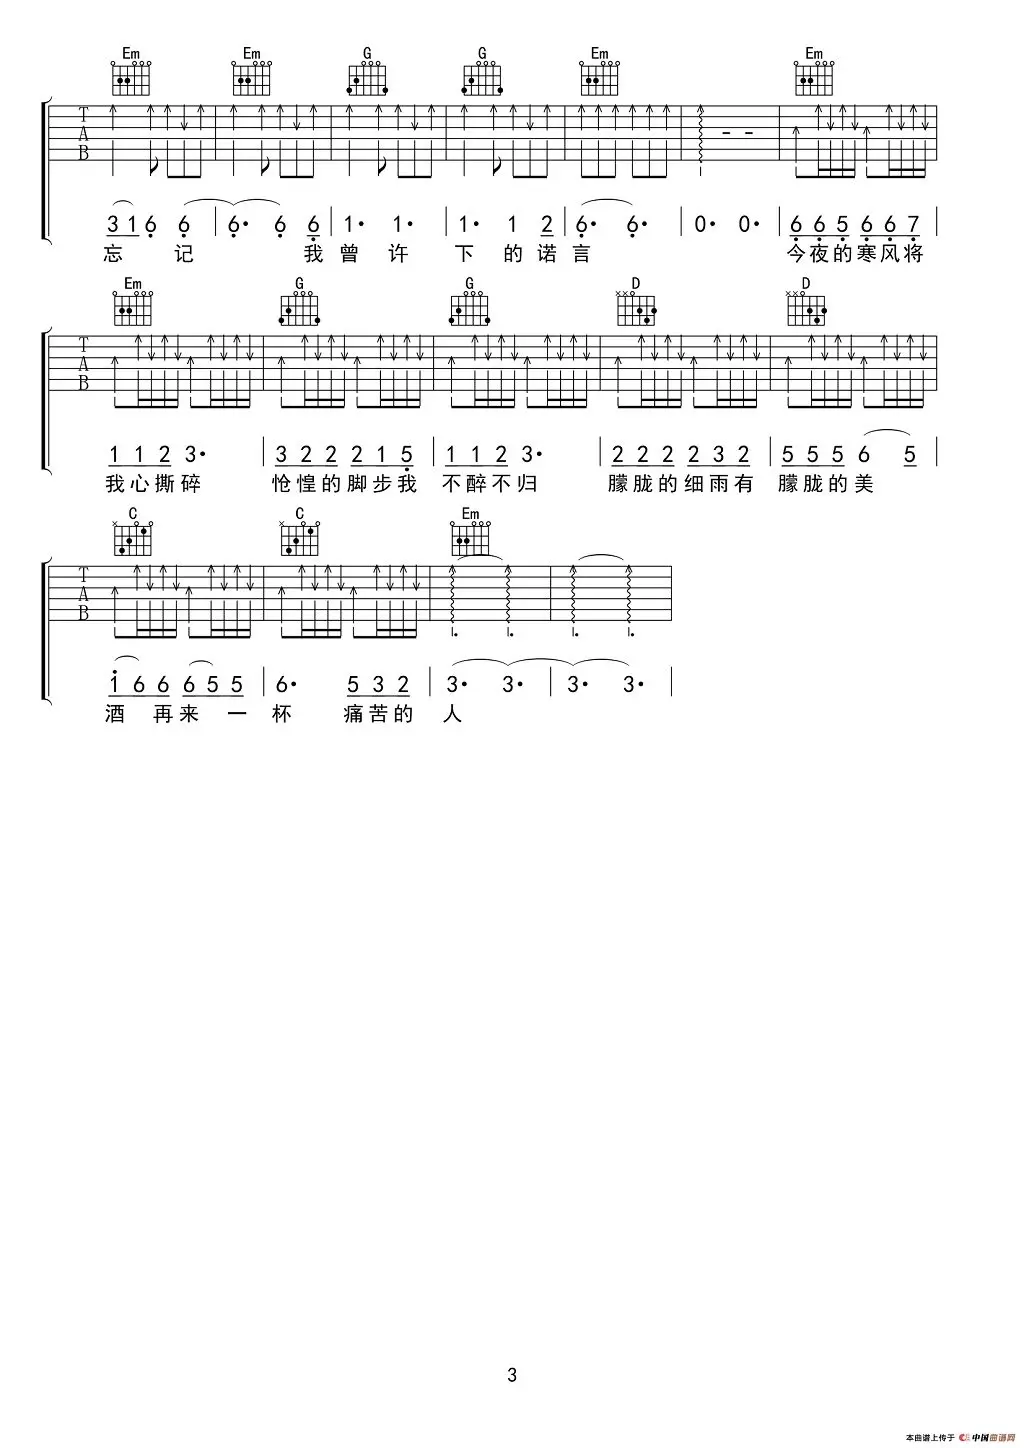 Em Em G G Em Em
T A B
3 1 6 6 6· 6 6 1· 1· 1· 1 2 6· 6· 0· 0· 6 6 5 6 6 7
忘 记 我 曾 许 下 的 诺 言 今夜的寒风将
Em G G D D
T A B
1 1 2 3· 3 2 2 2 1 5 1 1 2 3· 2 2 2 2 3 2 5 5 5 6 5
我心撕碎 怆惶的脚步我 不醉不归 朦胧的细雨有 朦胧的美
C C Em
T A B
1 6 6 6 5 5 6· 5 3 2 3· 3· 3· 3·
酒 再来一 杯 痛苦的 人
3
本曲谱上传于 中国曲谱网